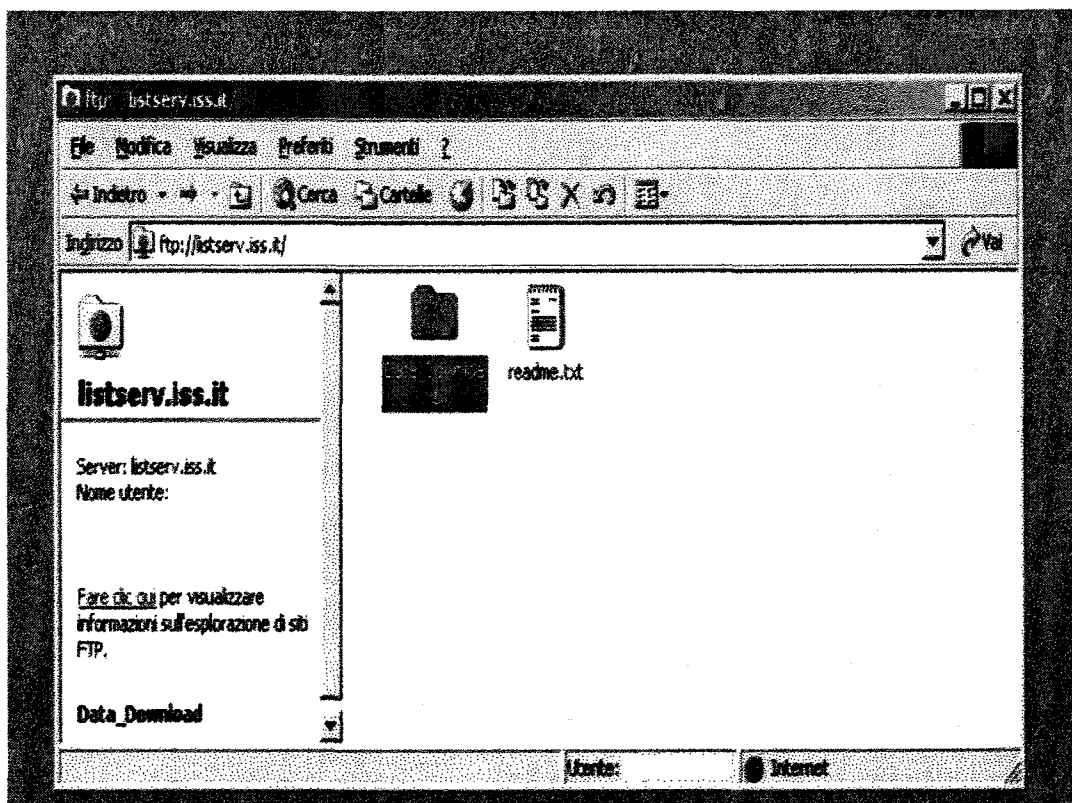 ftp: listserv.iss.it
File Modifica Visualizza Preferiti Strumenti ?
Indietro Cerca Cartelle
Indirizzo ftp://listserv.iss.it/ Vai
readme.txt
listserv.iss.it
Server: listserv.iss.it
Nome utente:
Fare clic qui per visualizzare
informazioni sull'esplorazione di siti
FTP.
Data_Download
Utente: Internet